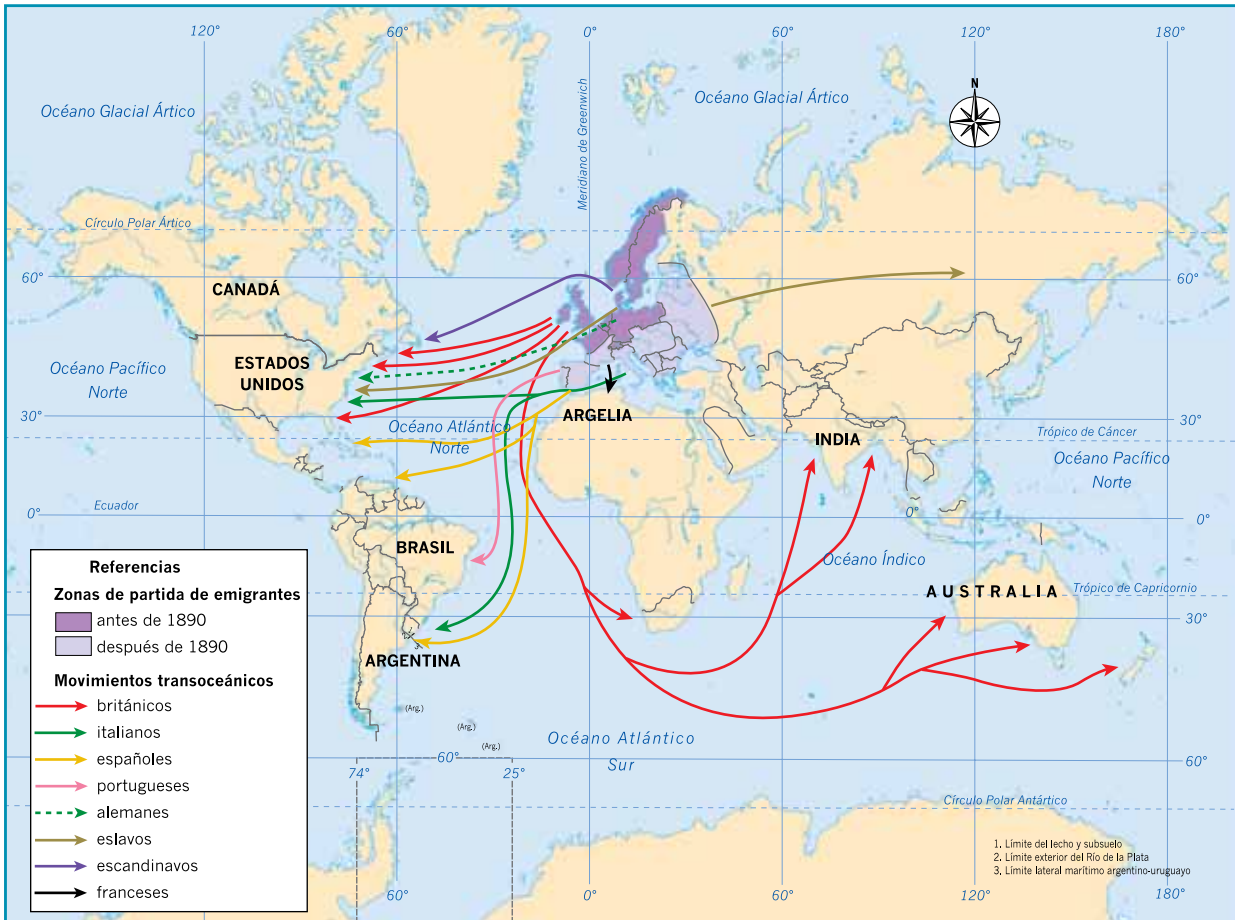 120°
60°
0°
60°
120°
180°
Océano Glacial Ártico
Meridiano de Greenwich
Océano Glacial Ártico
N
Círculo Polar Ártico
60°
60°
CANADÁ
Océano Pacífico
Norte
ESTADOS
UNIDOS
30°
30°
Océano Atlántico
Norte
ARGELIA
INDIA
Trópico de Cáncer
Océano Pacífico
Norte
Ecuador
0°
0°
BRASIL
Océano Índico
AUSTRALIA
Trópico de Capricornio
30°
ARGENTINA
1
2
3
(Arg.)
(Arg.)
(Arg.)
Océano Atlántico
Sur
60°
60°
74°
25°
Círculo Polar Antártico
1. Límite del lecho y subsuelo
2. Límite exterior del Río de la Plata
3. Límite lateral marítimo argentino-uruguayo
60°
0°
60°
120°
180°
Referencias
Zonas de partida de emigrantes
antes de 1890
después de 1890
Movimientos transoceánicos
británicos
italianos
españoles
portugueses
alemanes
eslavos
escandinavos
franceses